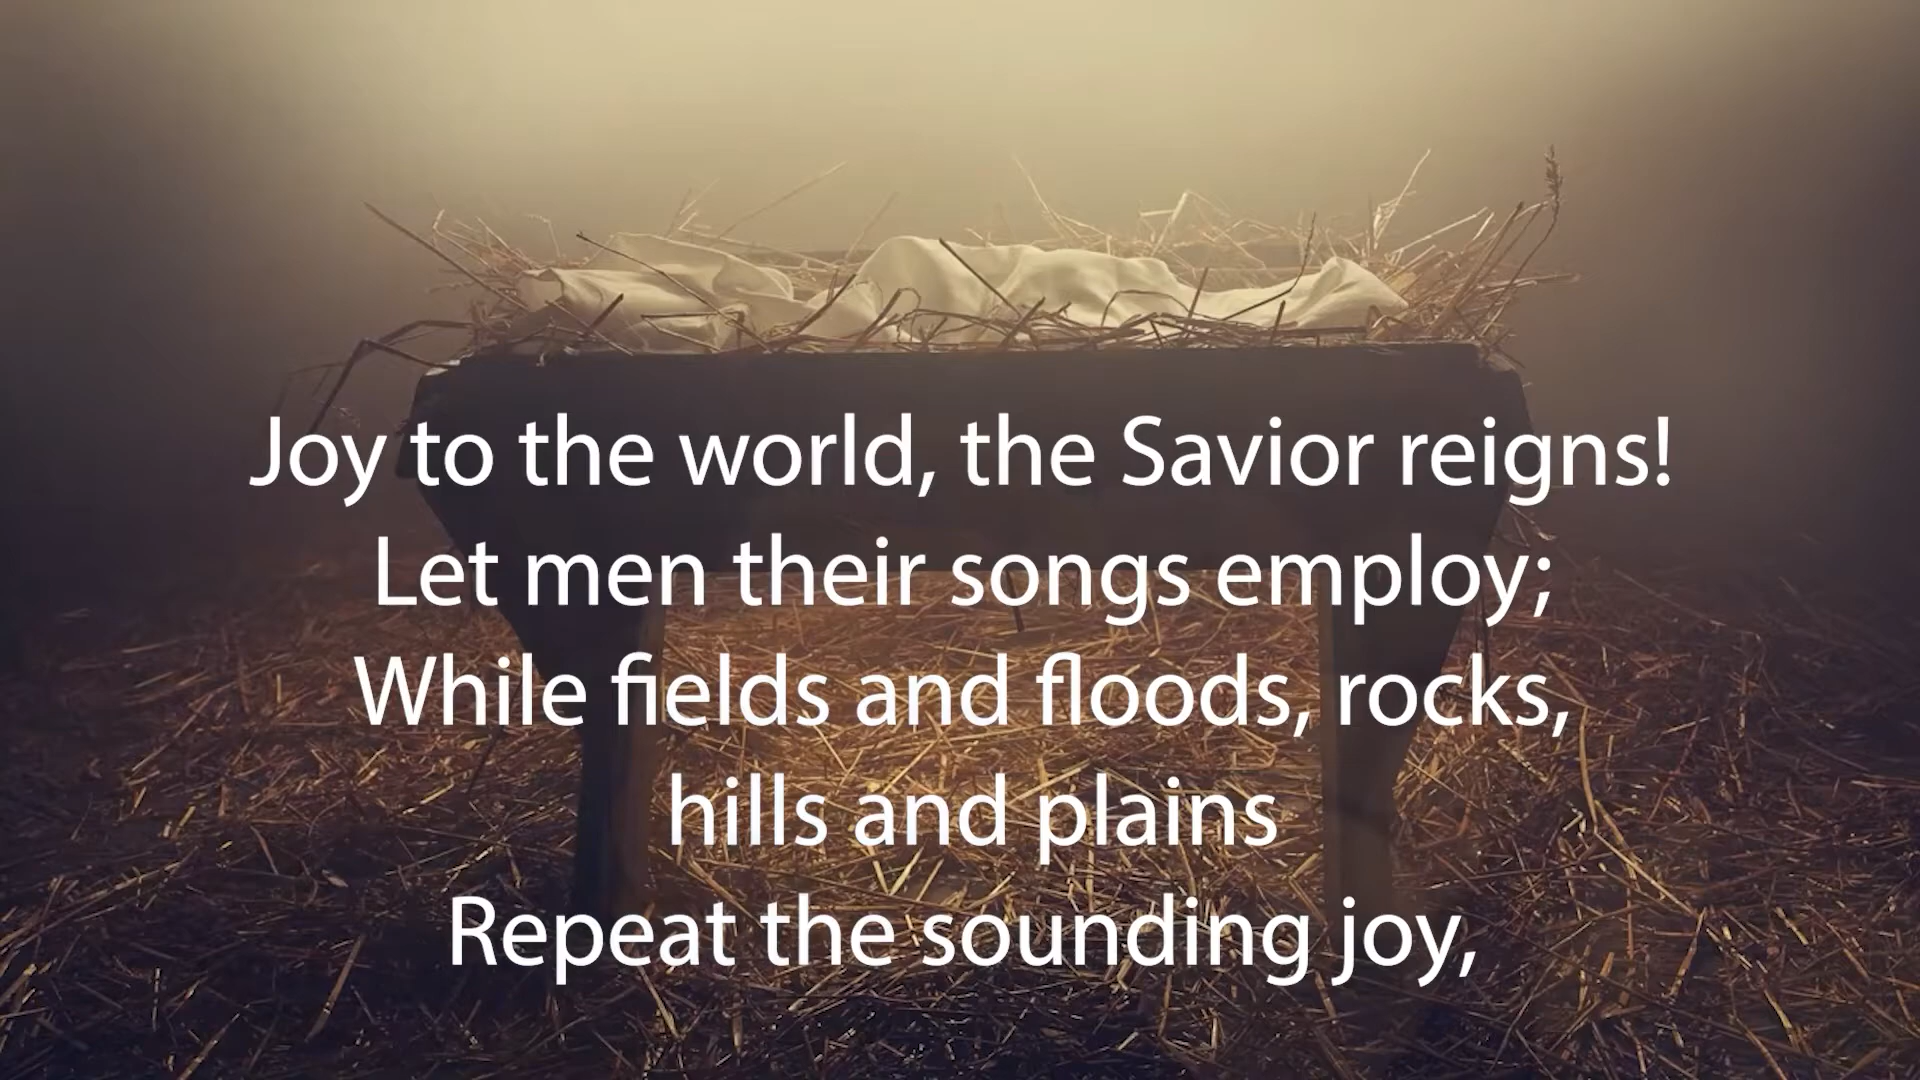 Joy to the world, the Savior reigns!
Let men their songs employ;
While fields and floods, rocks,
hills and plains
Repeat the sounding joy,